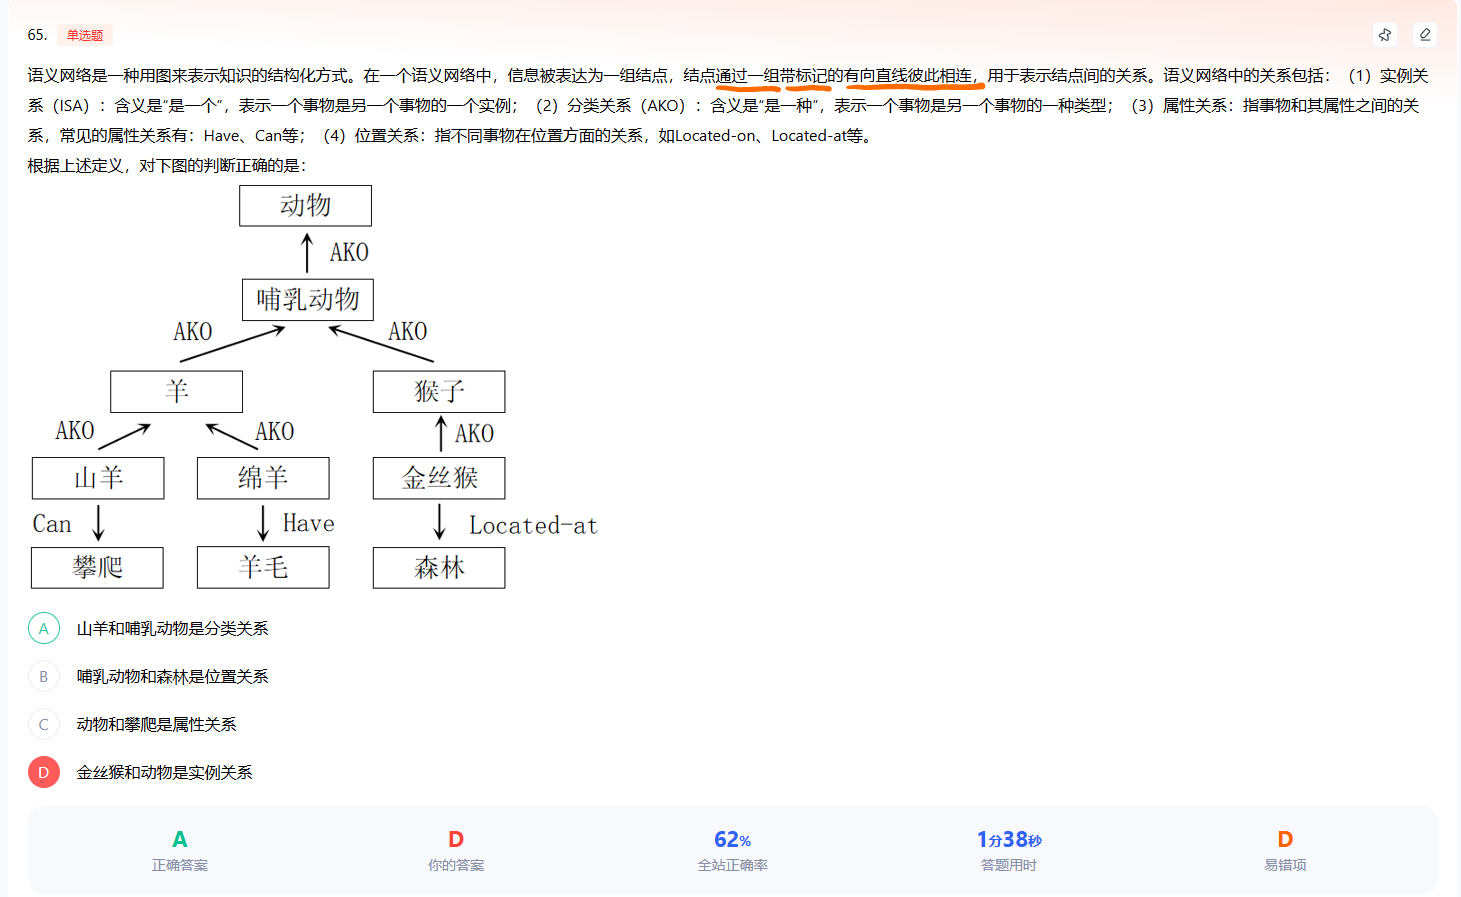 65. 单选题
语义网络是一种用图来表示知识的结构化方式。在一个语义网络中，信息被表达为一组结点，结点通过一组带标记的有向直线彼此相连，用于表示结点间的关系。语义网络中的关系包括：（1）实例关
系（ISA）：含义是“是一个”，表示一个事物是另一个事物的一个实例；（2）分类关系（AKO）：含义是“是一种”，表示一个事物是另一个事物的一种类型；（3）属性关系：指事物和其属性之间的关
系，常见的属性关系有：Have、Can等；（4）位置关系：指不同事物在位置方面的关系，如Located-on、Located-at等。
根据上述定义，对下图的判断正确的是：
动物
AKO
哺乳动物
AKO AKO
羊 猴子
AKO AKO AKO
山羊 绵羊 金丝猴
Can Have Located-at
攀爬 羊毛 森林
A 山羊和哺乳动物是分类关系
B 哺乳动物和森林是位置关系
C 动物和攀爬是属性关系
D 金丝猴和动物是实例关系
A D 62% 1分38秒 D
正确答案 你的答案 全站正确率 答题用时 易错项